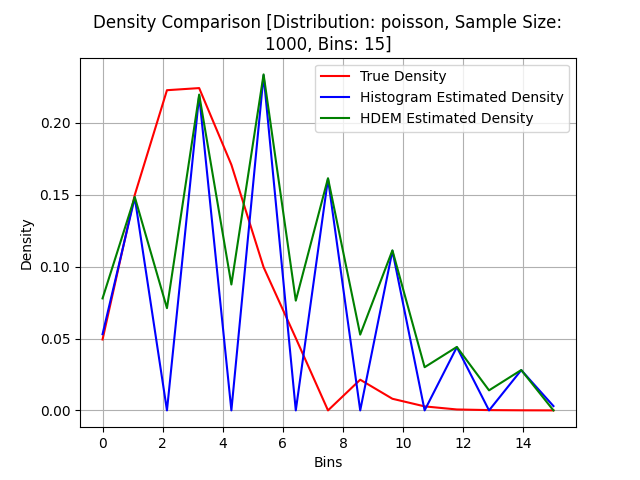 Density Comparison [Distribution: poisson, Sample Size:
1000, Bins: 15]
True Density
Histogram Estimated Density
HDEM Estimated Density
Density
0.20
0.15
0.10
0.05
0.00
0 2 4 6 8 10 12 14
Bins